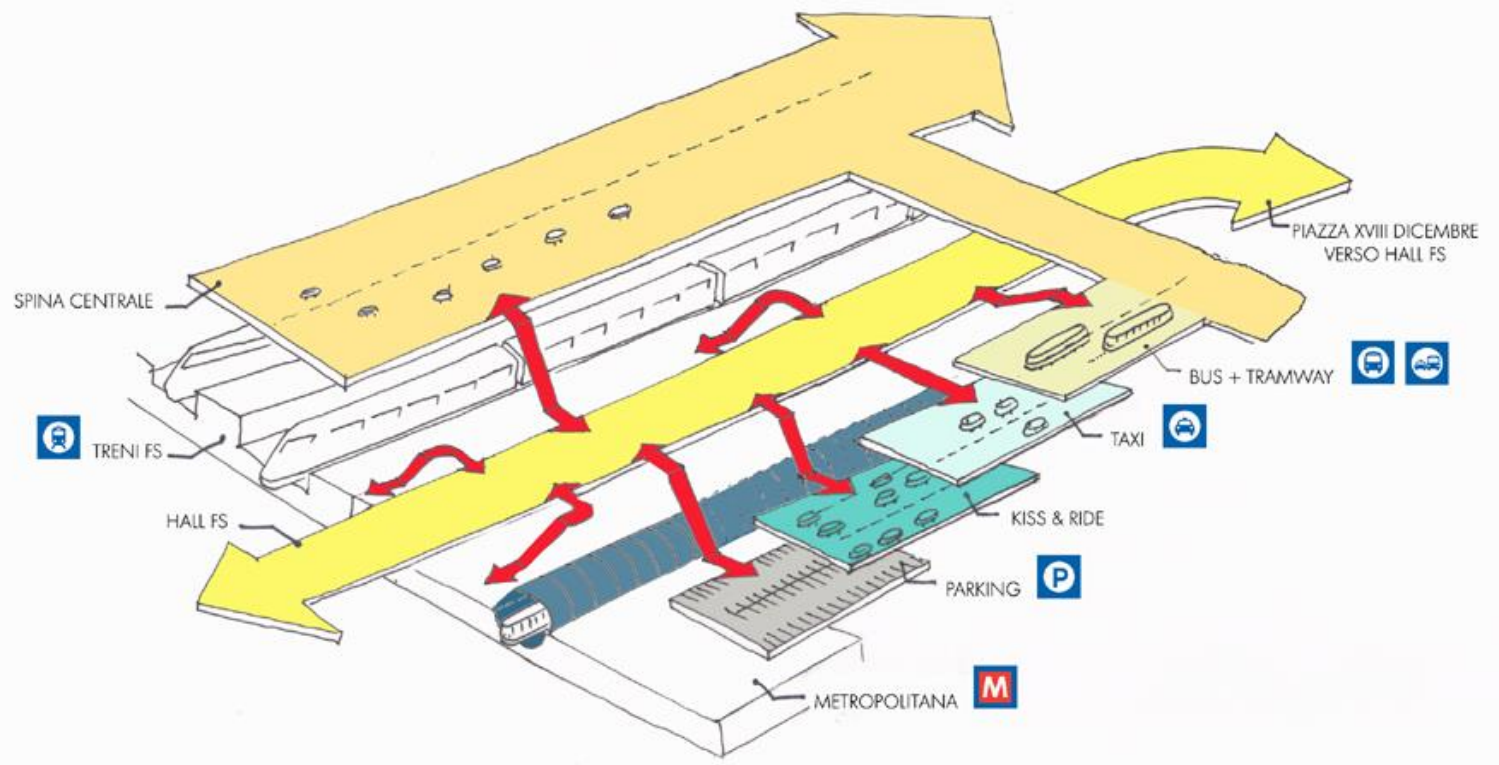 PIAZZA XVIII DICEMBRE
VERSO HALL FS
SPINA CENTRALE
BUS + TRAMWAY
TAXI
TRENI FS
HALL FS
KISS & RIDE
PARKING
P
METROPOLITANA
M